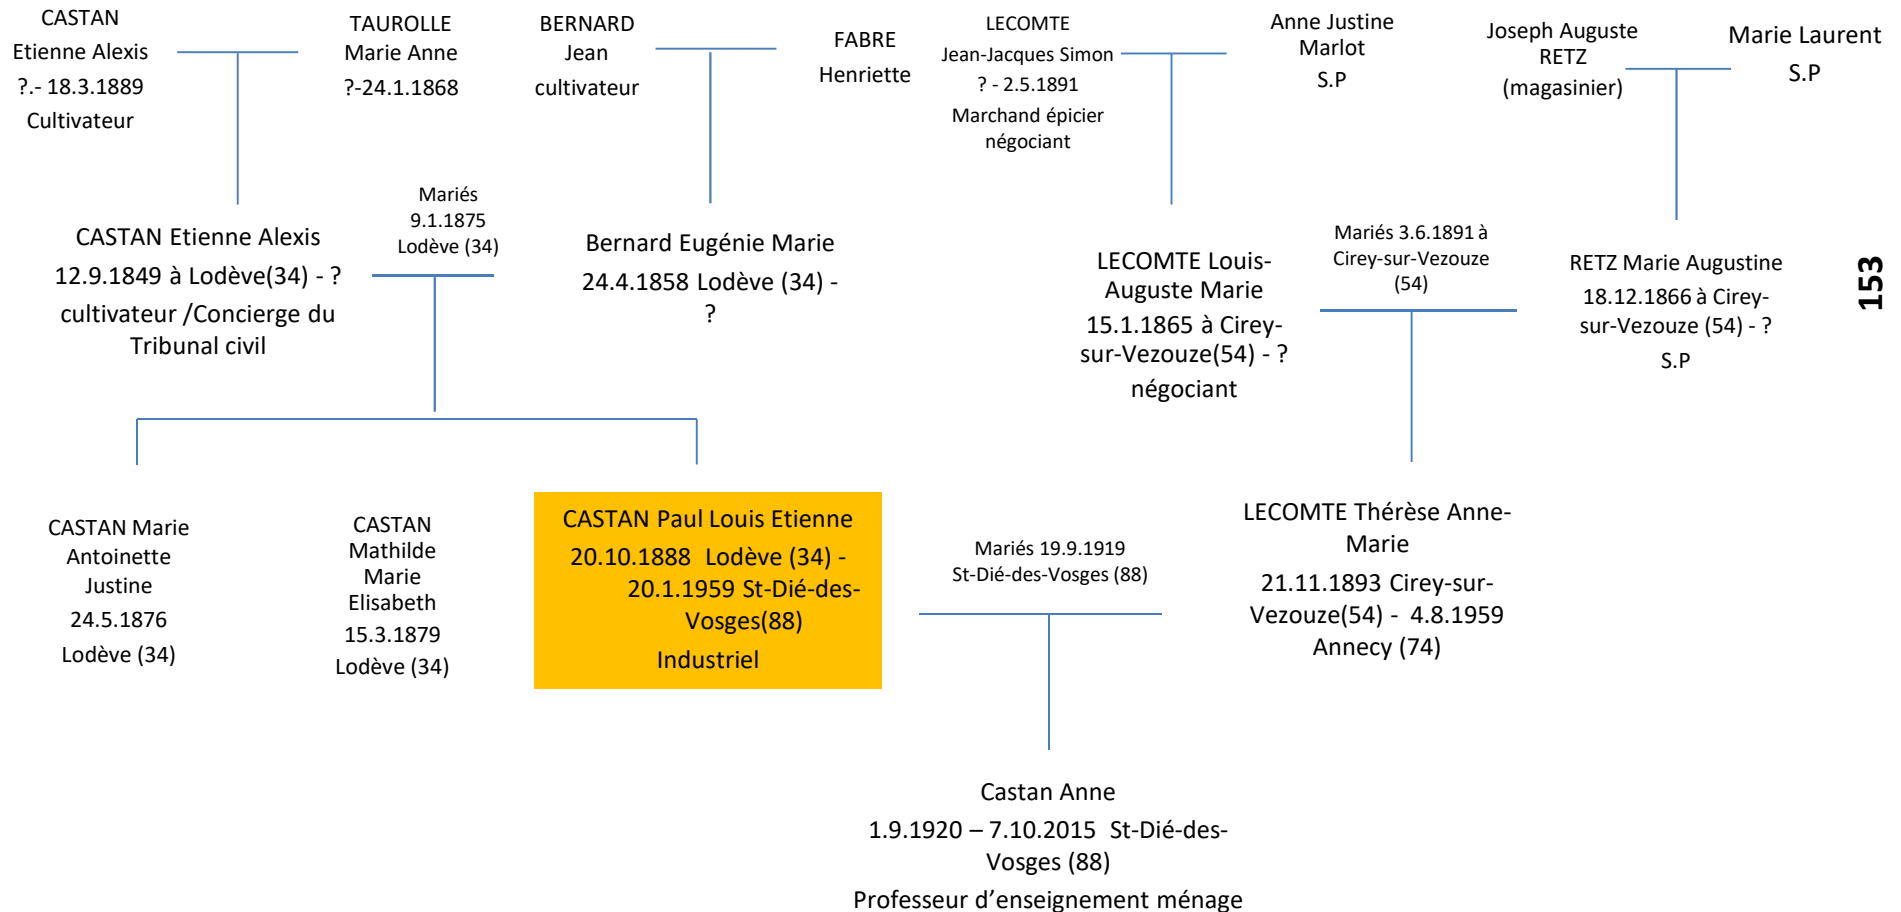 CASTAN
Etienne Alexis
?.- 18.3.1889
Cultivateur
TAUROLLE
Marie Anne
?-24.1.1868
BERNARD
Jean
cultivateur
FABRE
Henriette
LECOMTE
Jean-Jacques Simon
? - 2.5.1891
Marchand épicier
négociant
Anne Justine
Marlot
S.P
Joseph Auguste
RETZ
(magasinier)
Marie Laurent
S.P
CASTAN Etienne Alexis
12.9.1849 à Lodève(34) - ?
cultivateur /Concierge du
Tribunal civil
Mariés
9.1.1875
Lodève (34)
Bernard Eugénie Marie
24.4.1858 Lodève (34) -
?
LECOMTE Louis-
Auguste Marie
15.1.1865 à Cirey-
sur-Vezouze(54) - ?
négociant
Mariés 3.6.1891 à
Cirey-sur-Vezouze
(54)
RETZ Marie Augustine
18.12.1866 à Cirey-
sur-Vezouze (54) - ?
S.P
153
CASTAN Marie
Antoinette
Justine
24.5.1876
Lodève (34)
CASTAN
Mathilde
Marie
Elisabeth
15.3.1879
Lodève (34)
CASTAN Paul Louis Etienne
20.10.1888 Lodève (34) -
20.1.1959 St-Dié-des-
Vosges(88)
Industriel
Mariés 19.9.1919
St-Dié-des-Vosges (88)
LECOMTE Thérèse Anne-
Marie
21.11.1893 Cirey-sur-
Vezouze(54) - 4.8.1959
Annecy (74)
Castan Anne
1.9.1920 – 7.10.2015 St-Dié-des-
Vosges (88)
Professeur d’enseignement ménage